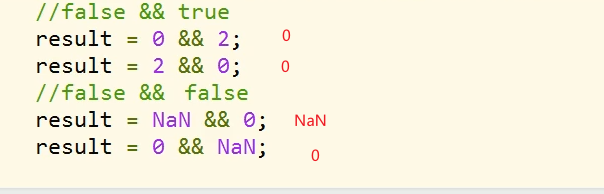 //false && true
result = 0 && 2; 0
result = 2 && 0; 0
//false && false
result = NaN && 0; NaN
result = 0 && NaN; 0